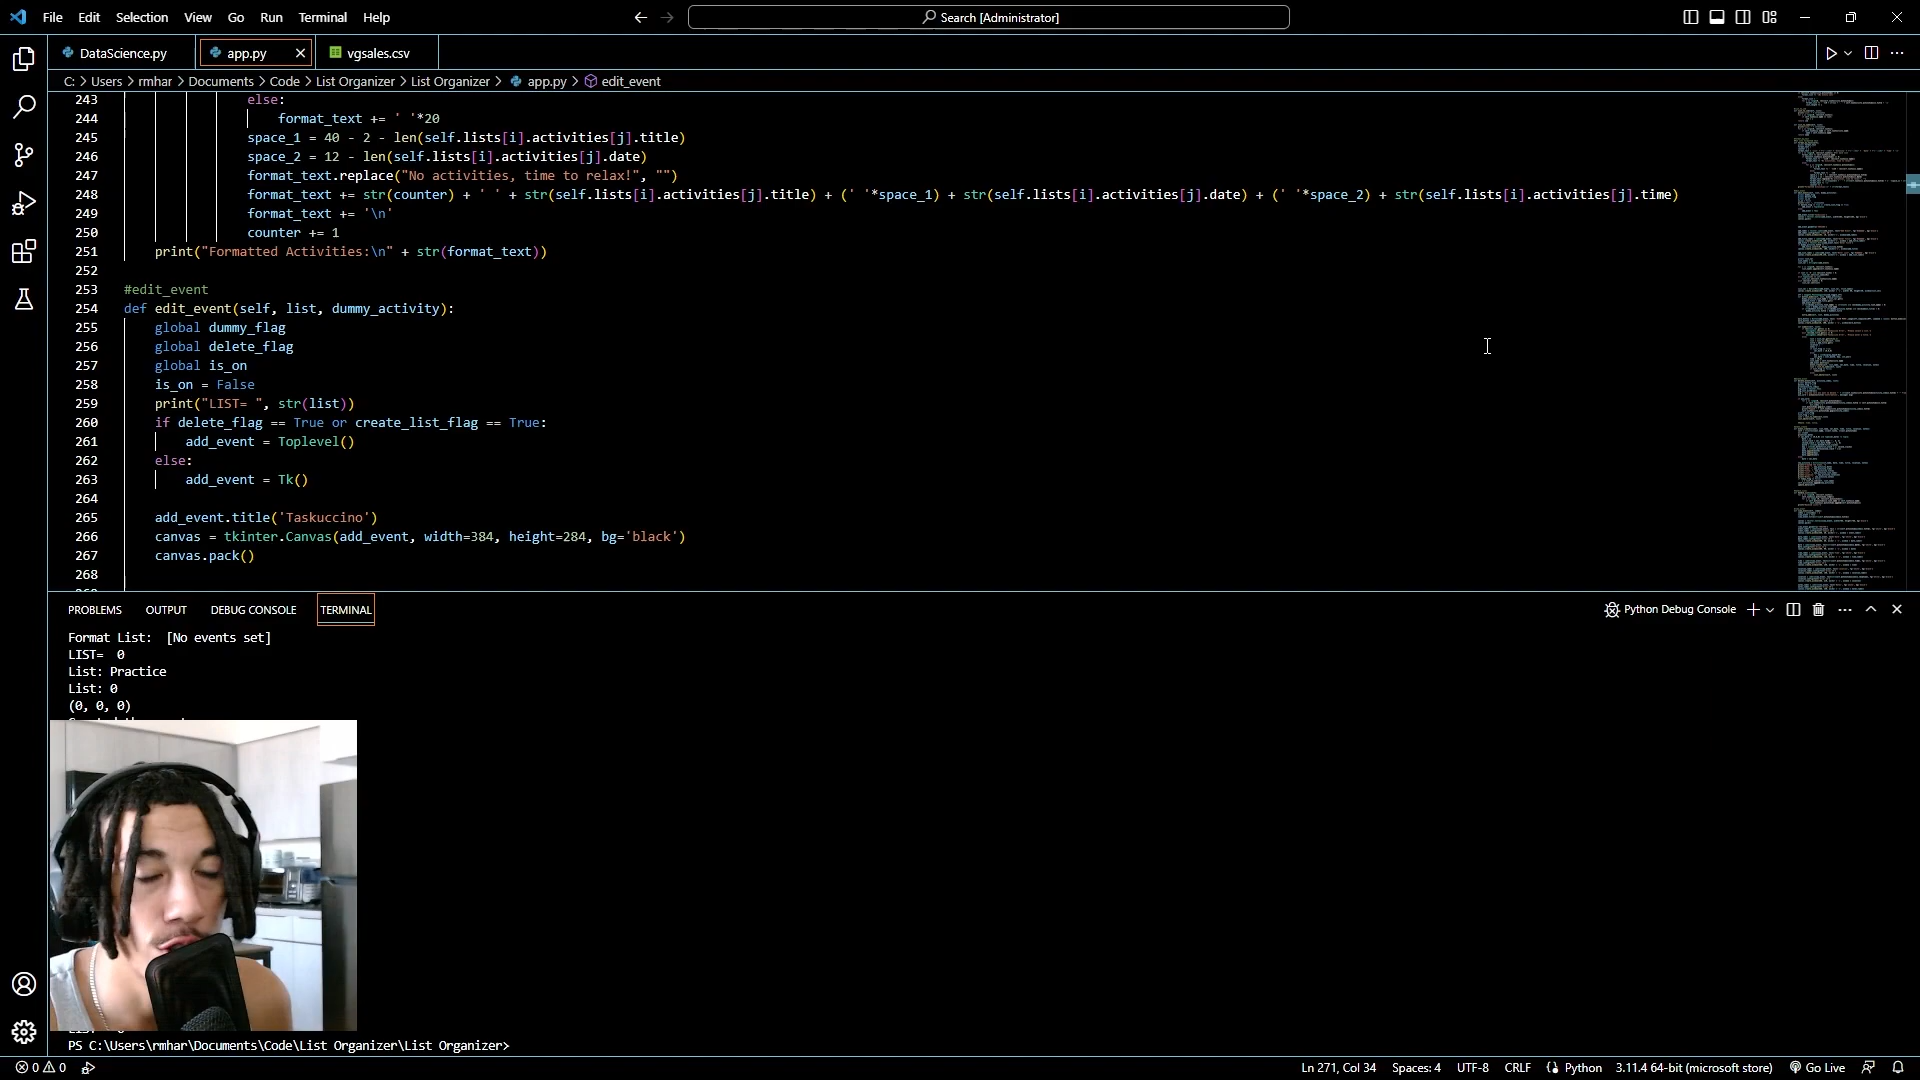 File Edit Selection View Go Run Terminal Help
Search [Administrator]
DataScience.py
app.py
vgsales.csv
C: > Users > rmhar > Documents > Code > List Organizer > List Organizer > app.py > edit_event
243 else:
244 format_text += ' '*20
245 space_1 = 40 - 2 - len(self.lists[i].activities[j].title)
246 space_2 = 12 - len(self.lists[i].activities[j].date)
247 format_text.replace("No activities, time to relax!", "")
248 format_text += str(counter) + ' ' + str(self.lists[i].activities[j].title) + (' '*space_1) + str(self.lists[i].activities[j].date) + (' '*space_2) + str(self.lists[i].activities[j].time)
249 format_text += '\n'
250 counter += 1
251 print("Formatted Activities:\n" + str(format_text))
252
253 #edit_event
254 def edit_event(self, list, dummy_activity):
255 global dummy_flag
256 global delete_flag
257 global is_on
258 is_on = False
259 print("LIST= ", str(list))
260 if delete_flag == True or create_list_flag == True:
261 add_event = Toplevel()
262 else:
263 add_event = Tk()
264
265 add_event.title('Taskuccino')
266 canvas = tkinter.Canvas(add_event, width=384, height=284, bg='black')
267 canvas.pack()
268
PROBLEMS OUTPUT DEBUG CONSOLE TERMINAL
Python Debug Console
Format List:  [No events set]
LIST=  0
List: Practice
List: 0
(0, 0, 0)
PS C:\Users\rmhar\Documents\Code\List Organizer\List Organizer>
0 0
Ln 271, Col 34 Spaces: 4 UTF-8 CRLF Python 3.11.4 64-bit (microsoft store) Go Live